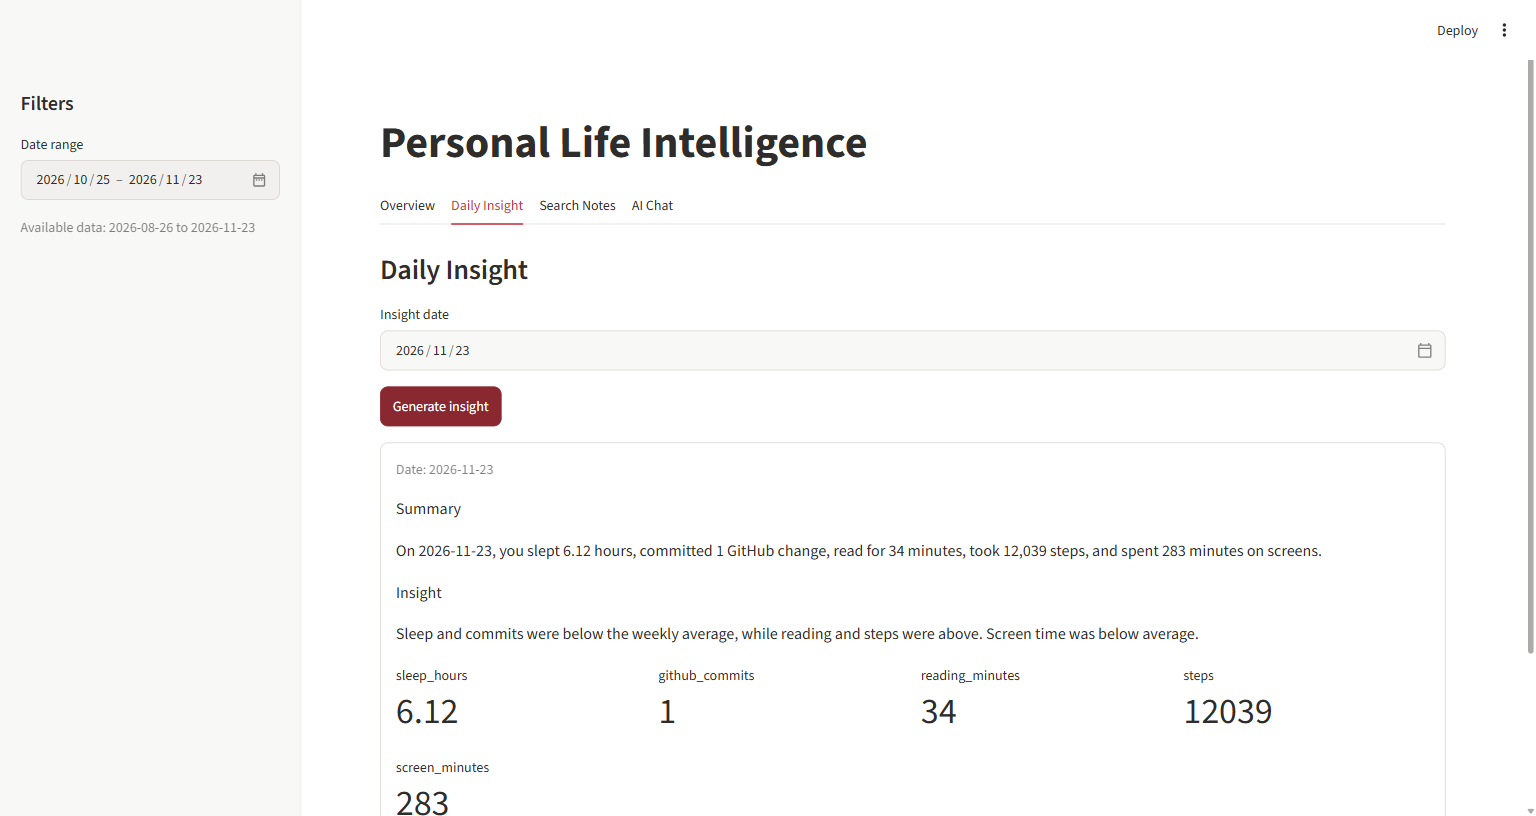 Deploy
Filters
Date range
2026/10/25 – 2026/11/23
Available data: 2026-08-26 to 2026-11-23
Personal Life Intelligence
Overview Daily Insight Search Notes AI Chat
Daily Insight
Insight date
2026/11/23
Generate insight
Date: 2026-11-23
Summary
On 2026-11-23, you slept 6.12 hours, committed 1 GitHub change, read for 34 minutes, took 12,039 steps, and spent 283 minutes on screens.
Insight
Sleep and commits were below the weekly average, while reading and steps were above. Screen time was below average.
sleep_hours github_commits reading_minutes steps
6.12 1 34 12039
screen_minutes
283